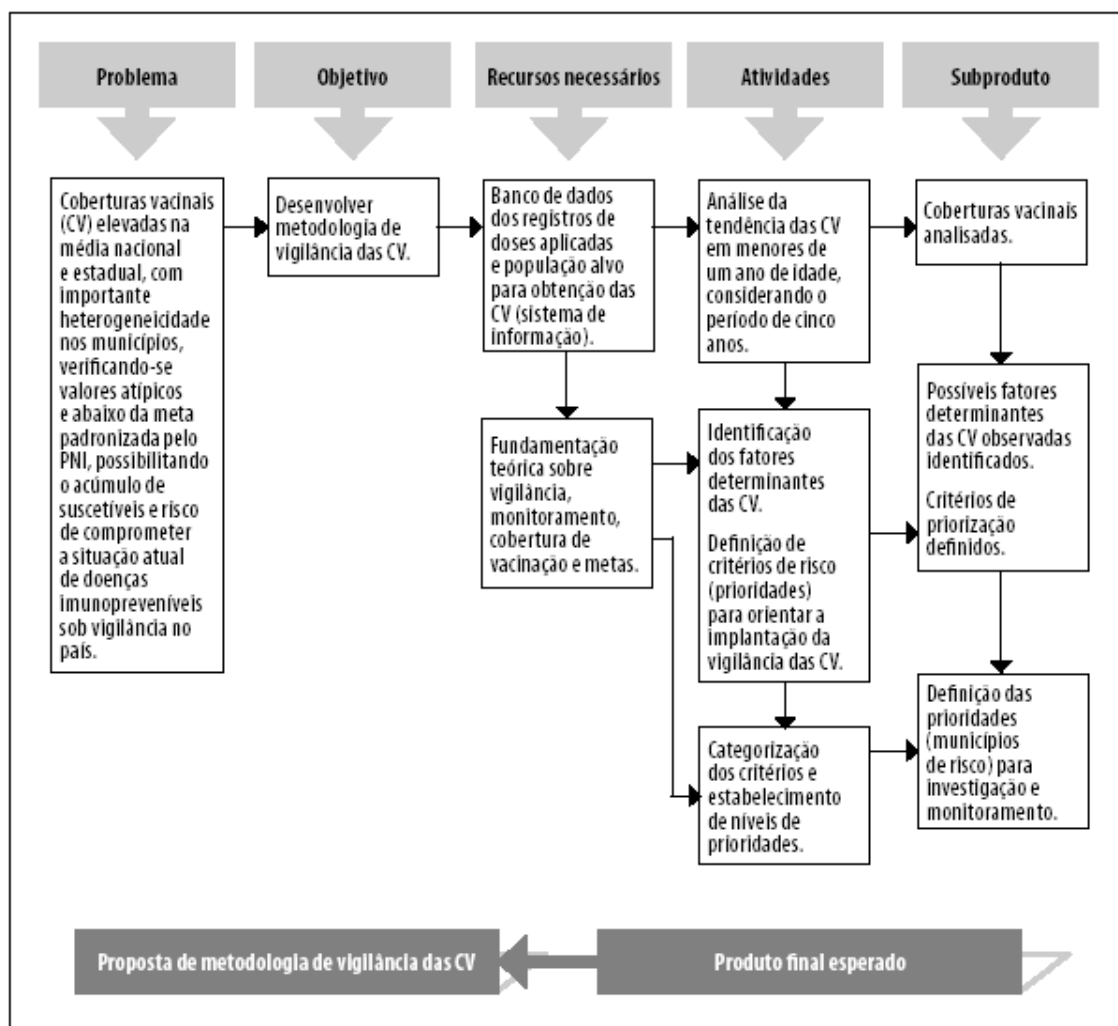 Problema
Objetivo
Recursos necessários
Atividades
Subproduto
Coberturas vacinais
(CV) elevadas na
média nacional
e estadual, com
importante
heterogeneicidade
nos municípios,
verificando-se
valores atípicos
e abaixo da meta
padronizada pelo
PNI, possibilitando
o acúmulo de
suscetíveis e risco
de comprometer
a situação atual
de doenças
imunopreveníveis
sob vigilância no
país.
Desenvolver
metodologia de
vigilância das CV.
Banco de dados
dos registros de
doses aplicadas
e população alvo
para obtenção das
CV (sistema de
informação).
Fundamentação
teórica sobre
vigilância,
monitoramento,
cobertura de
vacinação e metas.
Análise da
tendência das CV
em menores de
um ano de idade,
considerando o
período de cinco
anos.
Identificação
dos fatores
determinantes
das CV.
Definição de
critérios de risco
(prioridades)
para orientar a
implantação da
vigilância das CV.
Categorização
dos critérios e
estabelecimento
de níveis de
prioridades.
Coberturas vacinais
analisadas.
Possíveis fatores
determinantes
das CV observadas
identificados.
Critérios de
priorização
definidos.
Definição das
prioridades
(municípios
de risco) para
investigação e
monitoramento.
Proposta de metodologia de vigilância das CV
Produto final esperado